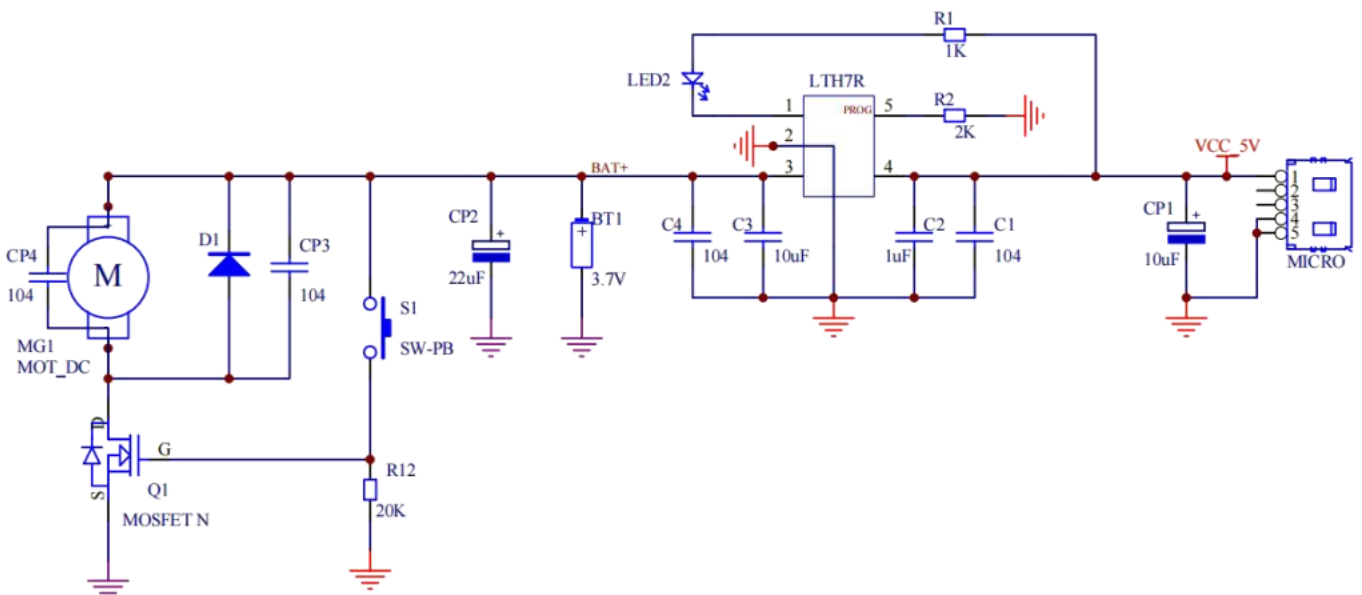 R1
1K
LED2
LTH7R
1
PROG
5
R2
2K
2
3
BAT+
4
VCC_5V
1
2
3
4
5
MICRO
CP4
104
M
D1
CP3
104
CP2
22uF
+
BT1
+
3.7V
C4
104
C3
10uF
C2
1uF
C1
104
CP1
+
10uF
S1
SW-PB
MG1
MOT_DC
D
G
S
Q1
MOSFET N
R12
20K